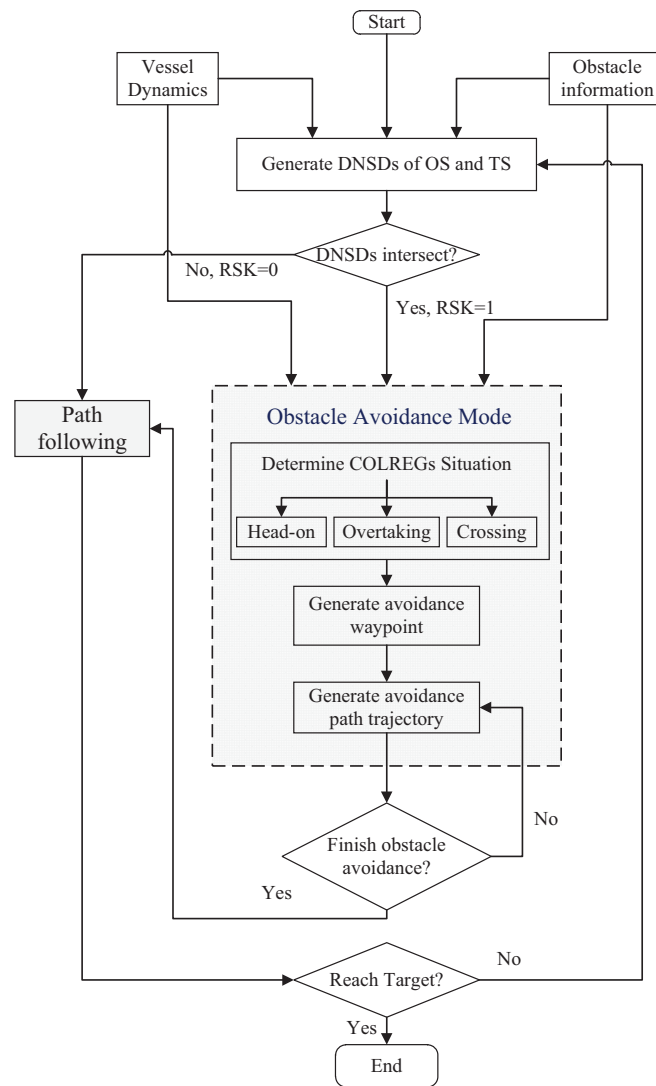 Start
Vessel
Dynamics
Obstacle
information
Generate DNSDs of OS and TS
DNSDs intersect?
No, RSK=0
Yes, RSK=1
Path
following
Obstacle Avoidance Mode
Determine COLREGs Situation
Head-on
Overtaking
Crossing
Generate avoidance
waypoint
Generate avoidance
path trajectory
No
Finish obstacle
avoidance?
Yes
Reach Target?
No
Yes
End